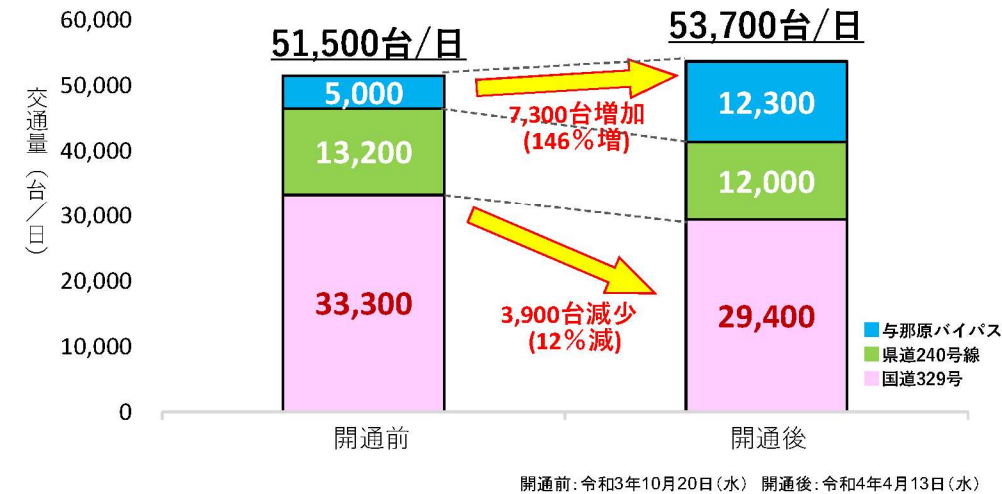 交通量（台／日）
60,000
50,000
40,000
30,000
20,000
10,000
0
51,500台/日
53,700台/日
5,000
13,200
33,300
7,300台増加
(146％増)
3,900台減少
(12％減)
12,300
12,000
29,400
与那原バイパス
県道240号線
国道329号
開通前
開通後
開通前：令和3年10月20日（水） 開通後：令和4年4月13日（水）